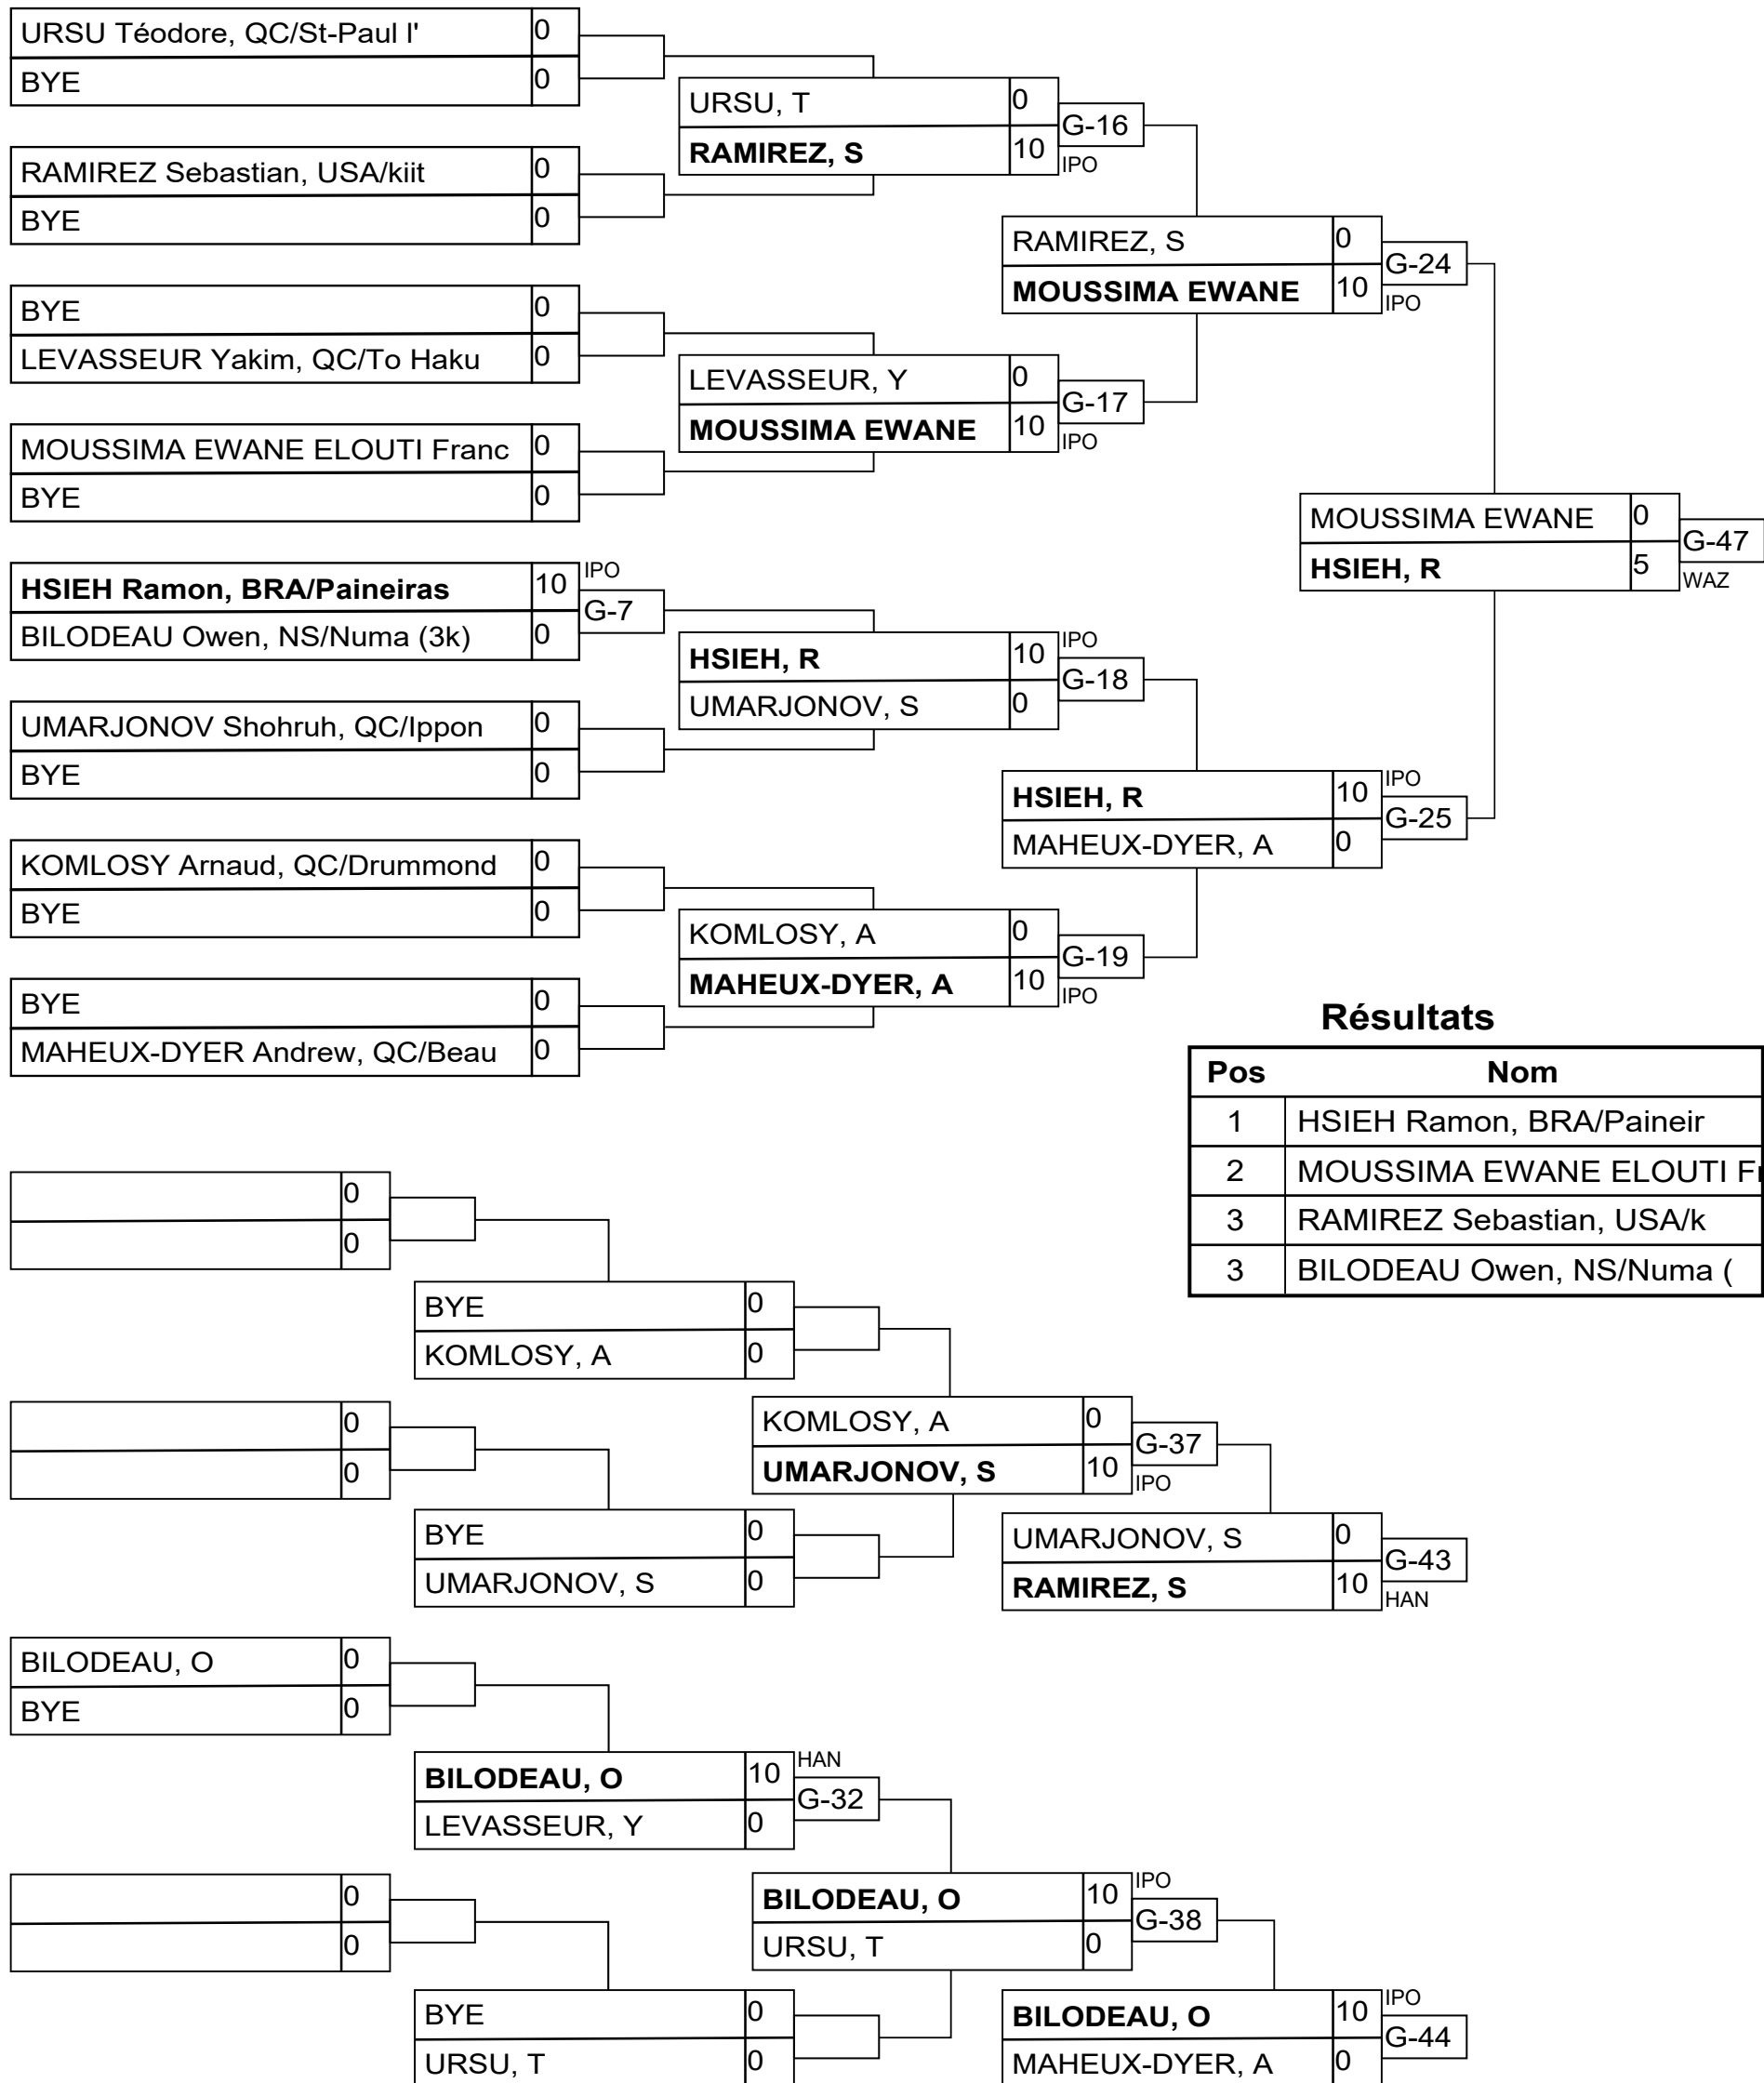 URSU Téodore, QC/St-Paul l' 0
BYE 0
RAMIREZ Sebastian, USA/kiit 0
BYE 0
BYE 0
LEVASSEUR Yakim, QC/To Haku 0
MOUSSIMA EWANE ELOUTI Franc 0
BYE 0
HSIEH Ramon, BRA/Paineiras 10 IPO
G-7
BILODEAU Owen, NS/Numa (3k) 0
UMARJONOV Shohruh, QC/Ippon 0
BYE 0
KOMLOSY Arnaud, QC/Drummond 0
BYE 0
BYE 0
MAHEUX-DYER Andrew, QC/Beau 0
URSU, T 0
G-16
RAMIREZ, S 10 IPO
LEVASSEUR, Y 0
G-17
MOUSSIMA EWANE 10 IPO
HSIEH, R 10 IPO
G-18
UMARJONOV, S 0
KOMLOSY, A 0
G-19
MAHEUX-DYER, A 10 IPO
RAMIREZ, S 0
G-24
MOUSSIMA EWANE 10 IPO
HSIEH, R 10 IPO
G-25
MAHEUX-DYER, A 0
MOUSSIMA EWANE 0
G-47
HSIEH, R 5 WAZ
Résultats
Pos Nom
1 HSIEH Ramon, BRA/Paineir
2 MOUSSIMA EWANE ELOUTI Fr
3 RAMIREZ Sebastian, USA/k
3 BILODEAU Owen, NS/Numa (
0
0
BYE 0
KOMLOSY, A 0
0
0
BYE 0
UMARJONOV, S 0
KOMLOSY, A 0
G-37
UMARJONOV, S 10 IPO
UMARJONOV, S 0
G-43
RAMIREZ, S 10 HAN
BILODEAU, O 0
BYE 0
BILODEAU, O 10 HAN
G-32
LEVASSEUR, Y 0
0
0
BYE 0
URSU, T 0
BILODEAU, O 10 IPO
G-38
URSU, T 0
BILODEAU, O 10 IPO
G-44
MAHEUX-DYER, A 0